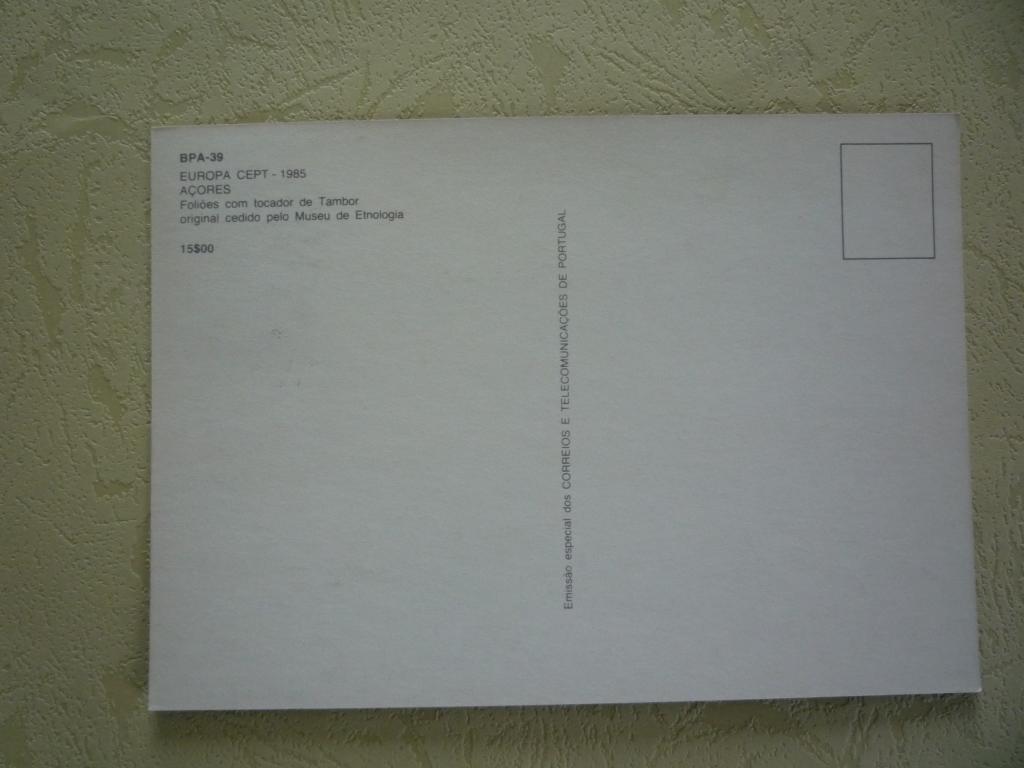 BPA-39
EUROPA CEPT - 1985
AÇORES
Foliões com tocador de Tambor
original cedido pelo Museu de Etnologia
15$00
Emissão especial dos CORREIOS E TELECOMUNICAÇÕES DE PORTUGAL